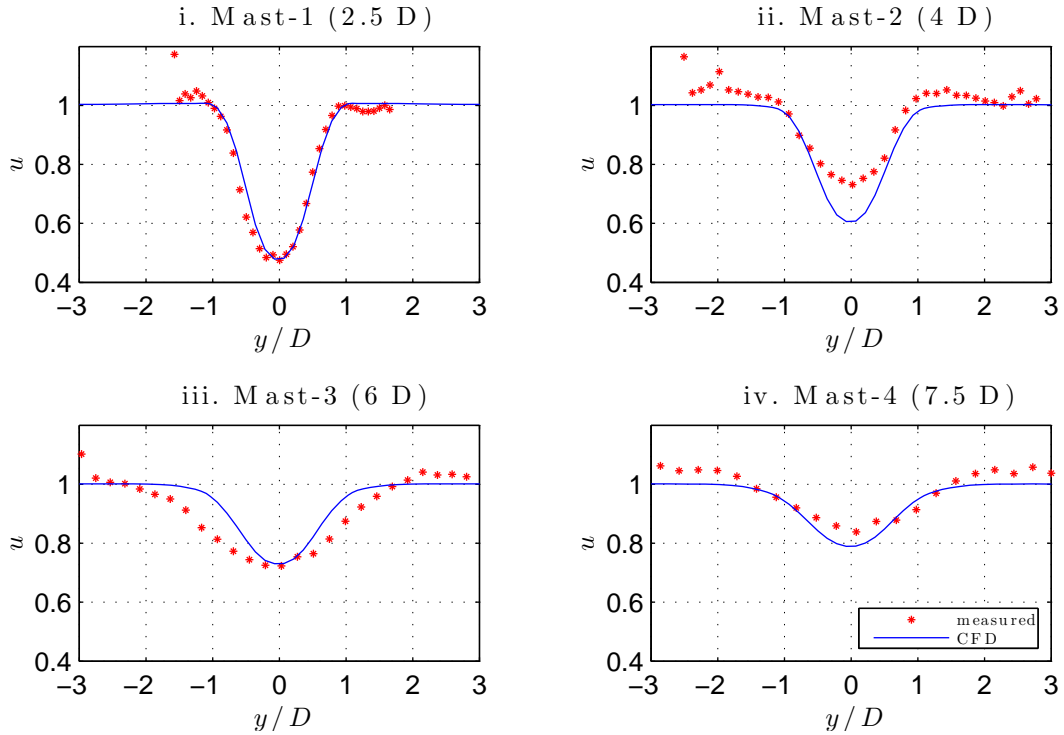 i. Mast-1 (2.5 D)
1
0.8
0.6
0.4
u
−3 −2 −1 0 1 2 3
y/D
ii. Mast-2 (4 D)
1
0.8
0.6
0.4
u
−3 −2 −1 0 1 2 3
y/D
iii. Mast-3 (6 D)
1
0.8
0.6
0.4
u
−3 −2 −1 0 1 2 3
y/D
iv. Mast-4 (7.5 D)
1
0.8
0.6
0.4
u
measured
CFD
−3 −2 −1 0 1 2 3
y/D